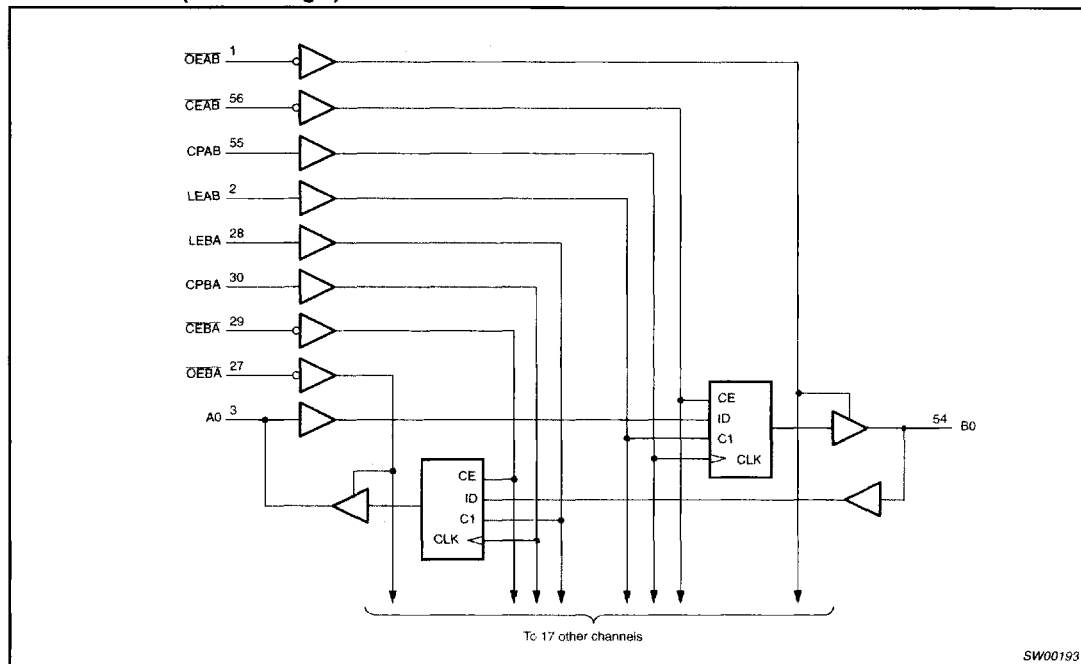 OEAB 1
CEAB 56
CPAB 55
LEAB 2
LEBA 28
CPBA 30
CEBA 29
OEBA 27
A0 3
CE
ID
C1
CLK
54 B0
CE
ID
C1
CLK
To 17 other channels
SW00193